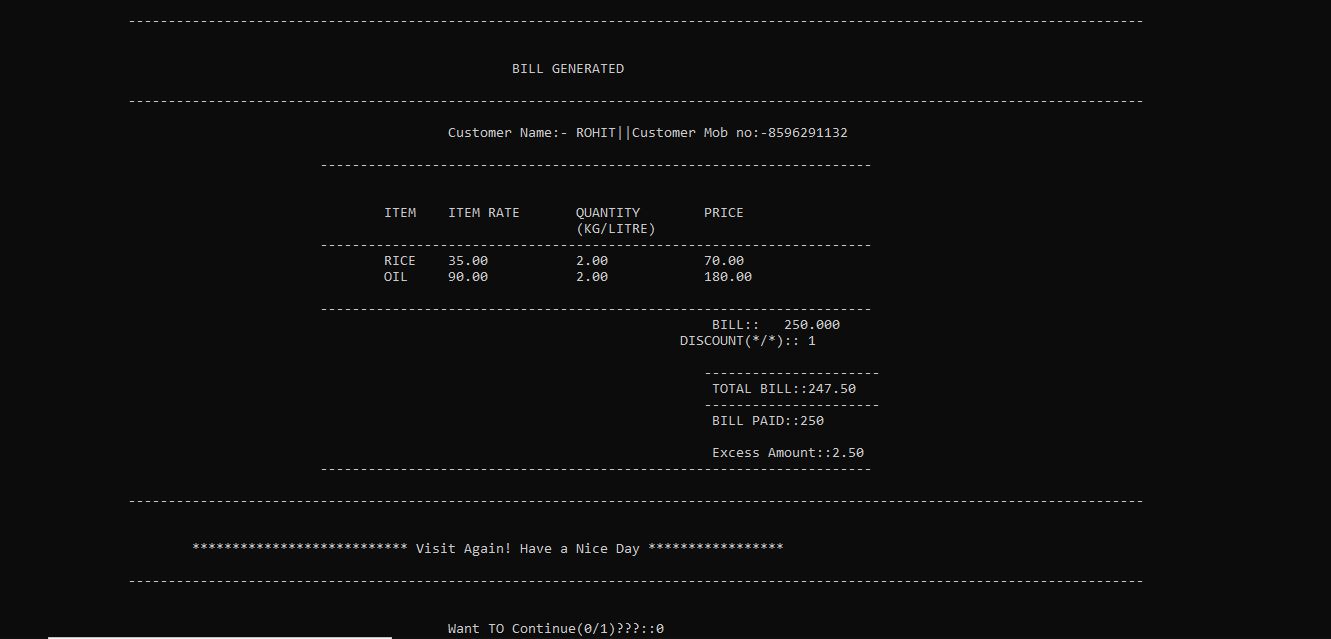 BILL GENERATED
Customer Name:- ROHIT||Customer Mob no:-8596291132
ITEM ITEM RATE QUANTITY PRICE
(KG/LITRE)
RICE 35.00 2.00 70.00
OIL 90.00 2.00 180.00
BILL:: 250.000
DISCOUNT(*/*):: 1
TOTAL BILL::247.50
BILL PAID::250
Excess Amount::2.50
*************************** Visit Again! Have a Nice Day *****************
Want TO Continue(0/1)???::0